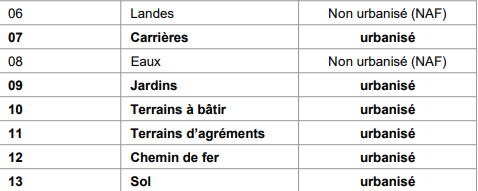 06 Landes Non urbanisé (NAF)
07 Carrières urbanisé
08 Eaux Non urbanisé (NAF)
09 Jardins urbanisé
10 Terrains à bâtir urbanisé
11 Terrains d’agréments urbanisé
12 Chemin de fer urbanisé
13 Sol urbanisé